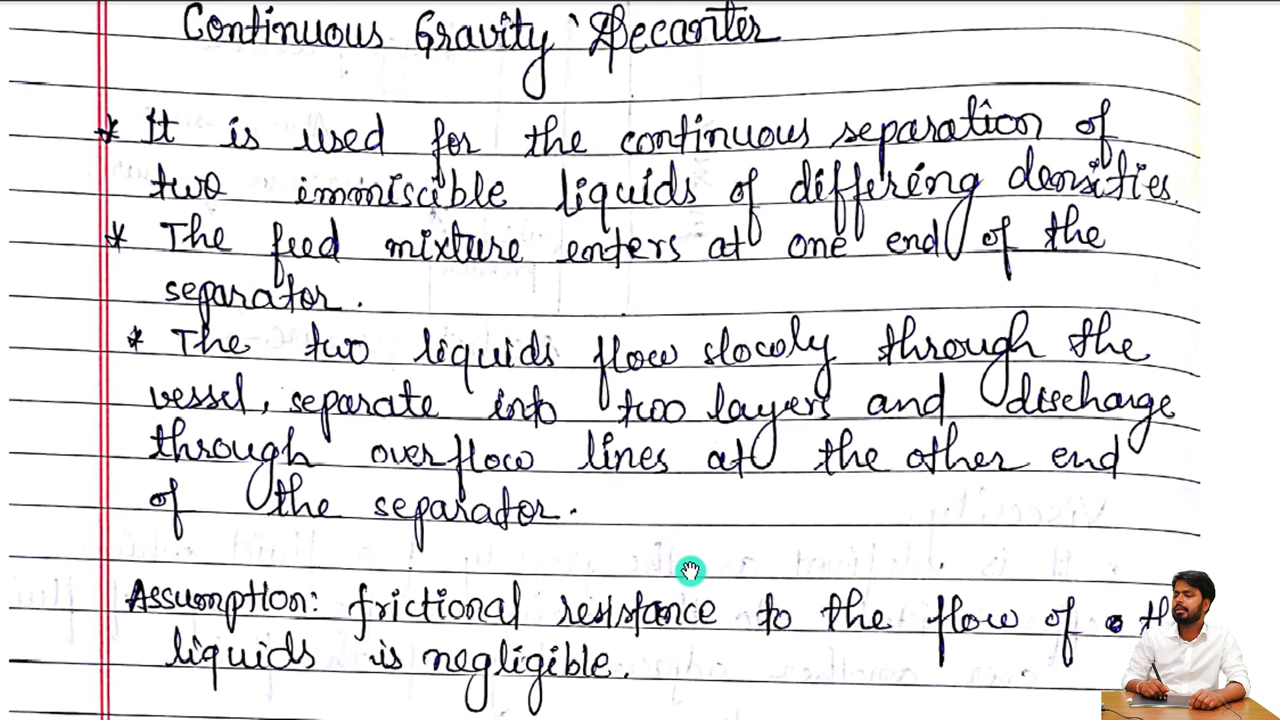 Continuous Gravity Decanter
* It is used for the continuous separation of
two immiscible liquids of differing densities.
* The feed mixture enters at one end of the
separator.
* The two liquids flow slowly through the
vessel, separate into two layers and discharge
through overflow lines at the other end
of the separator.
Assumption: frictional resistance to the flow of th
liquids is negligible.